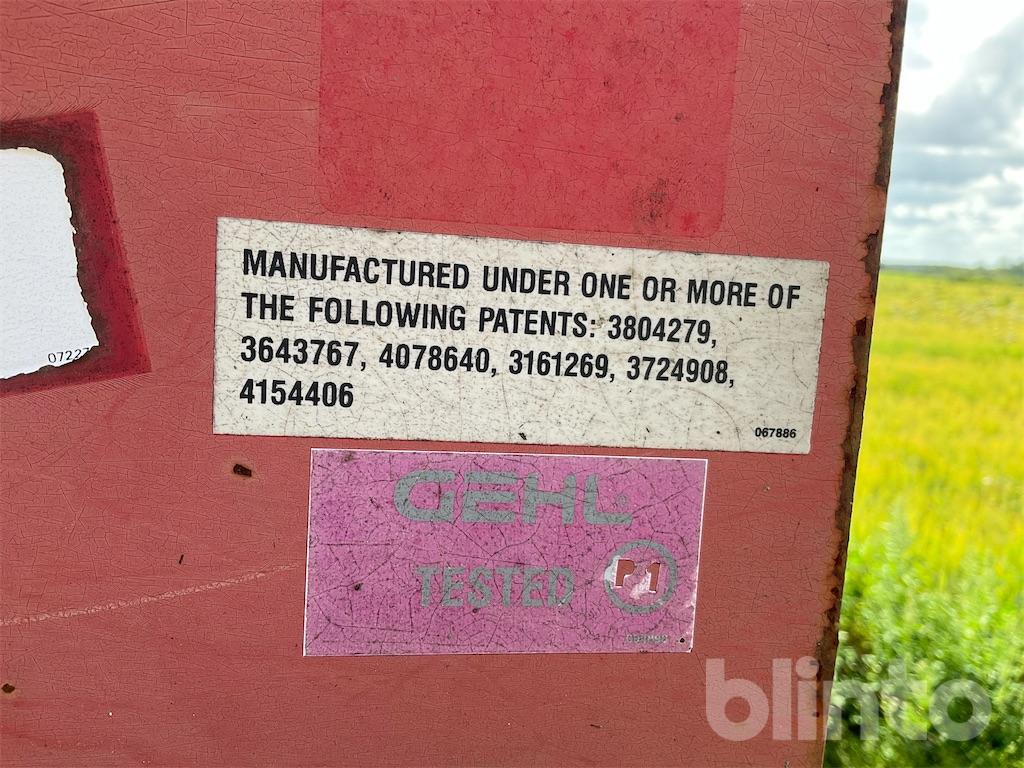 MANUFACTURED UNDER ONE OR MORE OF
THE FOLLOWING PATENTS: 3804279,
3643767, 4078640, 3161269, 3724908,
4154406
067886
GEHL
TESTED P.1
blinto